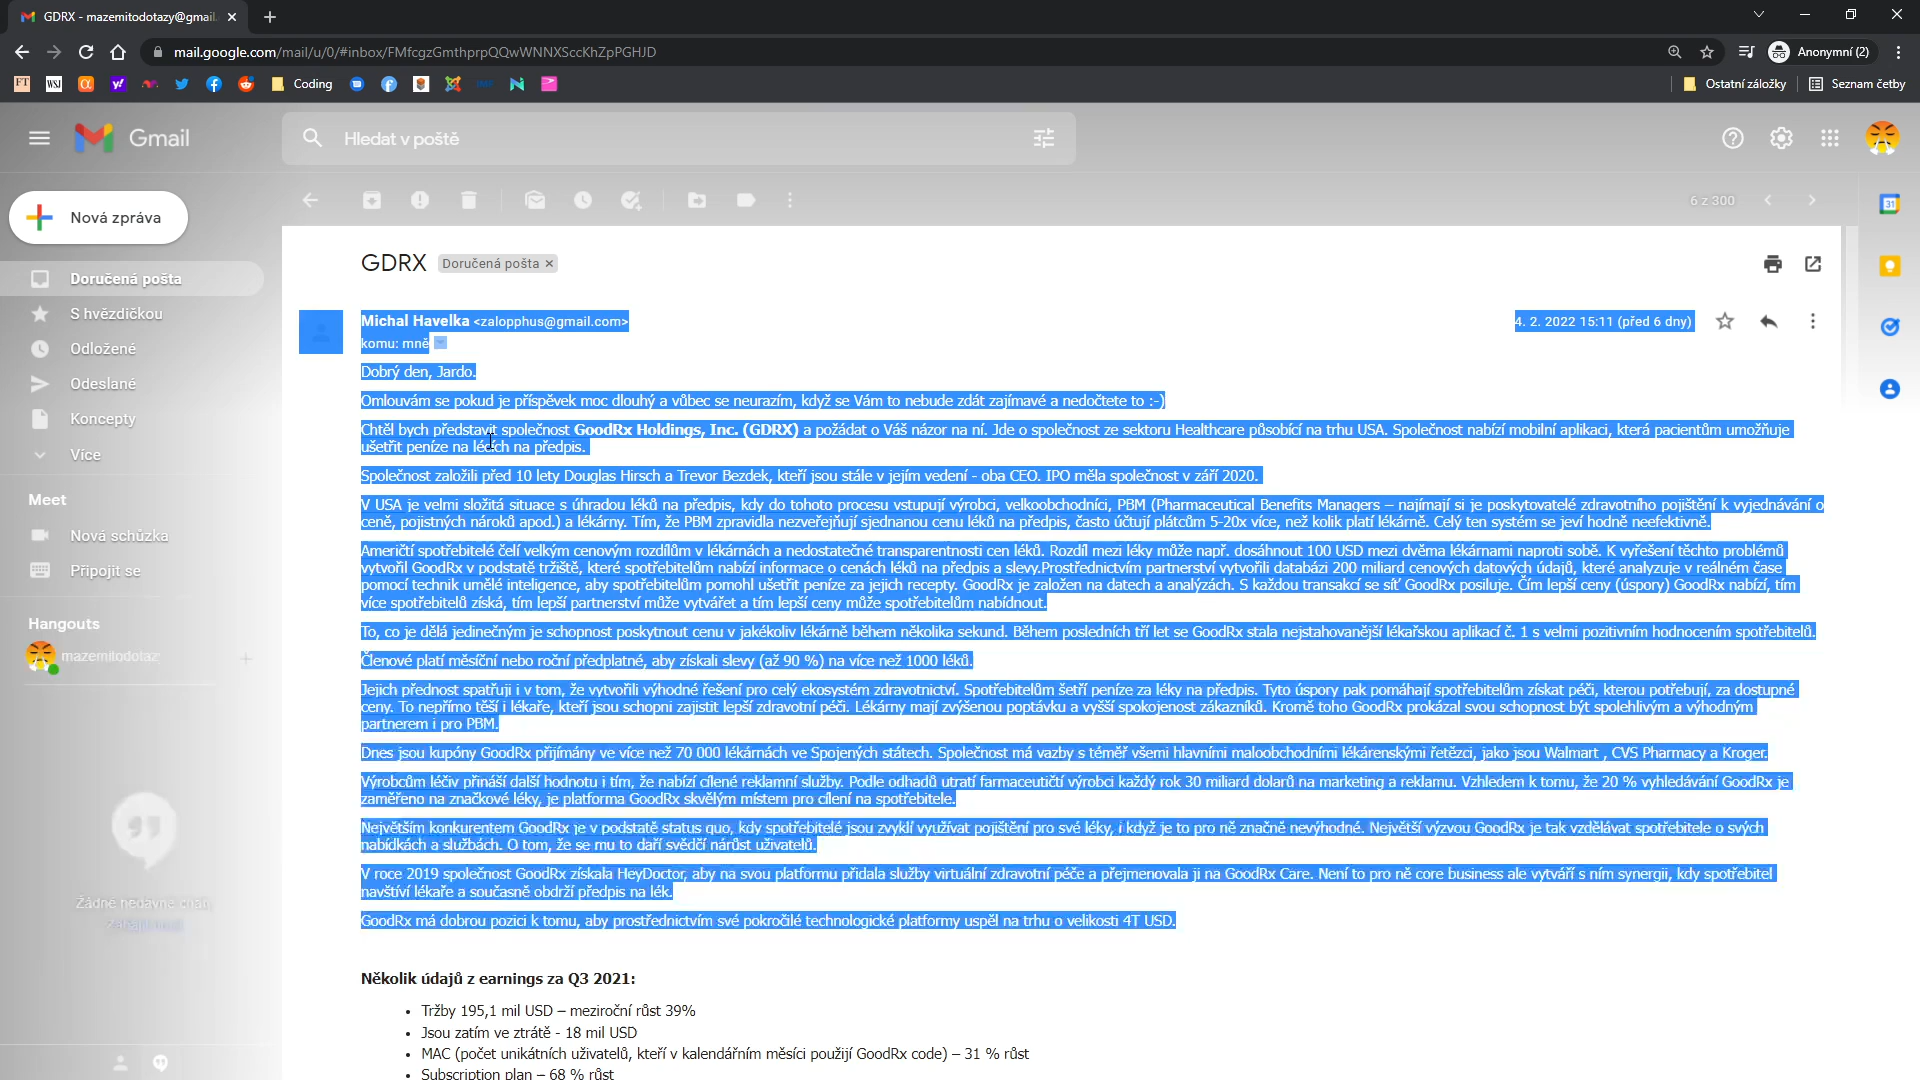 GDRX - mazemitodotazy@gmail.
mail.google.com/mail/u/0/#inbox/FMfcgzGmthprpQQwWNNXSccKhZpPGHJD
Anonymní (2)
FT
WSJ
Coding
Ostatní záložky
Seznam četby
Gmail
Hledat v poště
6 z 300
Nová zpráva
Doručená pošta
S hvězdičkou
Odložené
Odeslané
Koncepty
Více
Meet
Nová schůzka
Připojit se
Hangouts
mazemitodotaz
GDRX
Doručená pošta
Michal Havelka <zalopphus@gmail.com>
4. 2. 2022 15:11 (před 6 dny)
komu: mně
Dobrý den, Jardo.
Omlouvám se pokud je příspěvek moc dlouhý a vůbec se neurazím, když se Vám to nebude zdát zajímavé a nedočtete to :-)
Chtěl bych představit společnost GoodRx Holdings, Inc. (GDRX) a požádat o Váš názor na ní. Jde o společnost ze sektoru Healthcare působící na trhu USA. Společnost nabízí mobilní aplikaci, která pacientům umožňuje
ušetřit peníze na lécích na předpis.
Společnost založili před 10 lety Douglas Hirsch a Trevor Bezdek, kteří jsou stále v jejím vedení - oba CEO. IPO měla společnost v září 2020.
V USA je velmi složitá situace s úhradou léků na předpis, kdy do tohoto procesu vstupují výrobci, velkoobchodníci, PBM (Pharmaceutical Benefits Managers – najímají si je poskytovatelé zdravotního pojištění k vyjednávání o
ceně, pojistných nároků apod.) a lékárny. Tím, že PBM zpravidla nezveřejňují sjednanou cenu léků na předpis, často účtují plátcům 5-20x více, než kolik platí lékárně. Celý ten systém se jeví hodně neefektivně.
Američtí spotřebitelé čelí velkým cenovým rozdílům v lékárnách a nedostatečné transparentnosti cen léků. Rozdíl mezi léky může např. dosáhnout 100 USD mezi dvěma lékárnami naproti sobě. K vyřešení těchto problémů
vytvořil GoodRx v podstatě tržiště, které spotřebitelům nabízí informace o cenách léků na předpis a slevy.Prostřednictvím partnerství vytvořili databázi 200 miliard cenových datových údajů, které analyzuje v reálném čase
pomocí technik umělé inteligence, aby spotřebitelům pomohl ušetřit peníze za jejich recepty. GoodRx je založen na datech a analýzách. S každou transakcí se síť GoodRx posiluje. Čím lepší ceny (úspory) GoodRx nabízí, tím
více spotřebitelů získá, tím lepší partnerství může vytvářet a tím lepší ceny může spotřebitelům nabídnout.
To, co je dělá jedinečným je schopnost poskytnout cenu v jakékoliv lékárně během několika sekund. Během posledních tří let se GoodRx stala nejstahovanější lékařskou aplikací č. 1 s velmi pozitivním hodnocením spotřebitelů.
Členové platí měsíční nebo roční předplatné, aby získali slevy (až 90 %) na více než 1000 léků.
Jejich přednost spatřuji i v tom, že vytvořili výhodné řešení pro celý ekosystém zdravotnictví. Spotřebitelům šetří peníze za léky na předpis. Tyto úspory pak pomáhají spotřebitelům získat péči, kterou potřebují, za dostupné
ceny. To nepřímo těší i lékaře, kteří jsou schopni zajistit lepší zdravotní péči. Lékárny mají zvýšenou poptávku a vyšší spokojenost zákazníků. Kromě toho GoodRx prokázal svou schopnost být spolehlivým a výhodným
partnerem i pro PBM.
Dnes jsou kupóny GoodRx přijímány ve více než 70 000 lékárnách ve Spojených státech. Společnost má vazby s téměř všemi hlavními maloobchodními lékárenskými řetězci, jako jsou Walmart , CVS Pharmacy a Kroger.
Výrobcům léčiv přináší další hodnotu i tím, že nabízí cílené reklamní služby. Podle odhadů utratí farmaceutičtí výrobci každý rok 30 miliard dolarů na marketing a reklamu. Vzhledem k tomu, že 20 % vyhledávání GoodRx je
zaměřeno na značkové léky, je platforma GoodRx skvělým místem pro cílení na spotřebitele.
Největším konkurentem GoodRx je v podstatě status quo, kdy spotřebitelé jsou zvyklí využívat pojištění pro své léky, i když je to pro ně značně nevýhodné. Největší výzvou GoodRx je tak vzdělávat spotřebitele o svých
nabídkách a službách. O tom, že se mu to daří svědčí nárůst uživatelů.
V roce 2019 společnost GoodRx získala HeyDoctor, aby na svou platformu přidala služby virtuální zdravotní péče a přejmenovala ji na GoodRx Care. Není to pro ně core business ale vytváří s ním synergii, kdy spotřebitel
navštíví lékaře a současně obdrží předpis na lék.
GoodRx má dobrou pozici k tomu, aby prostřednictvím své pokročilé technologické platformy uspěl na trhu o velikosti 4T USD.
Několik údajů z earnings za Q3 2021:
• Tržby 195,1 mil USD – meziroční růst 39%
• Jsou zatím ve ztrátě - 18 mil USD
• MAC (počet unikátních uživatelů, kteří v kalendářním měsíci použijí GoodRx code) – 31 % růst
• Subscription plan – 68 % růst